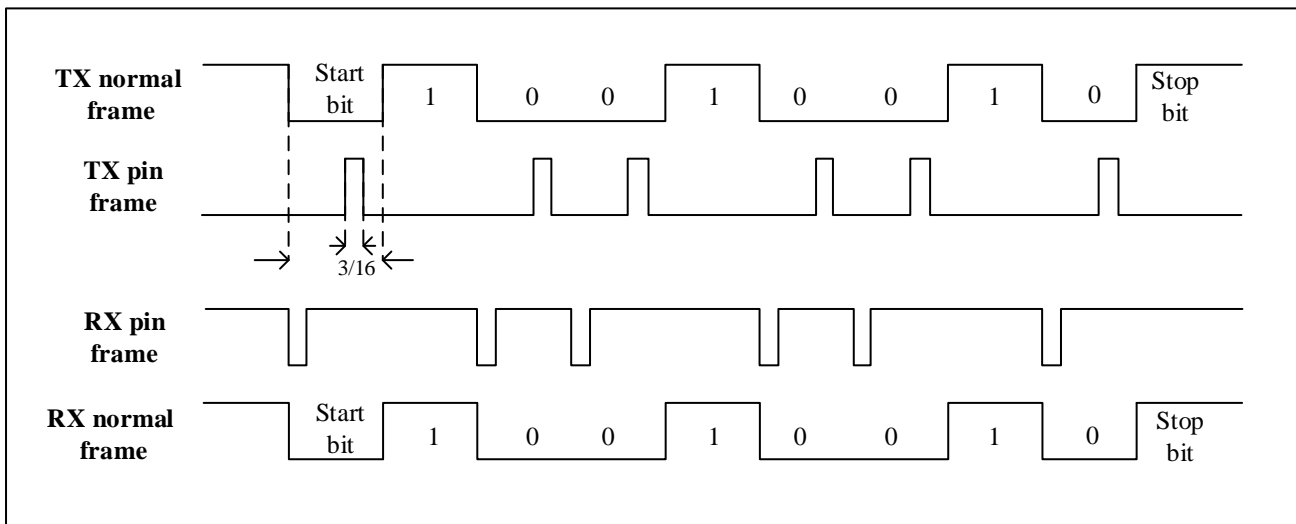 TX normal
frame
Start
bit
1 0 0 1 0 0 1 0
Stop
bit
TX pin
frame
3/16
RX pin
frame
RX normal
frame
Start
bit
1 0 0 1 0 0 1 0
Stop
bit